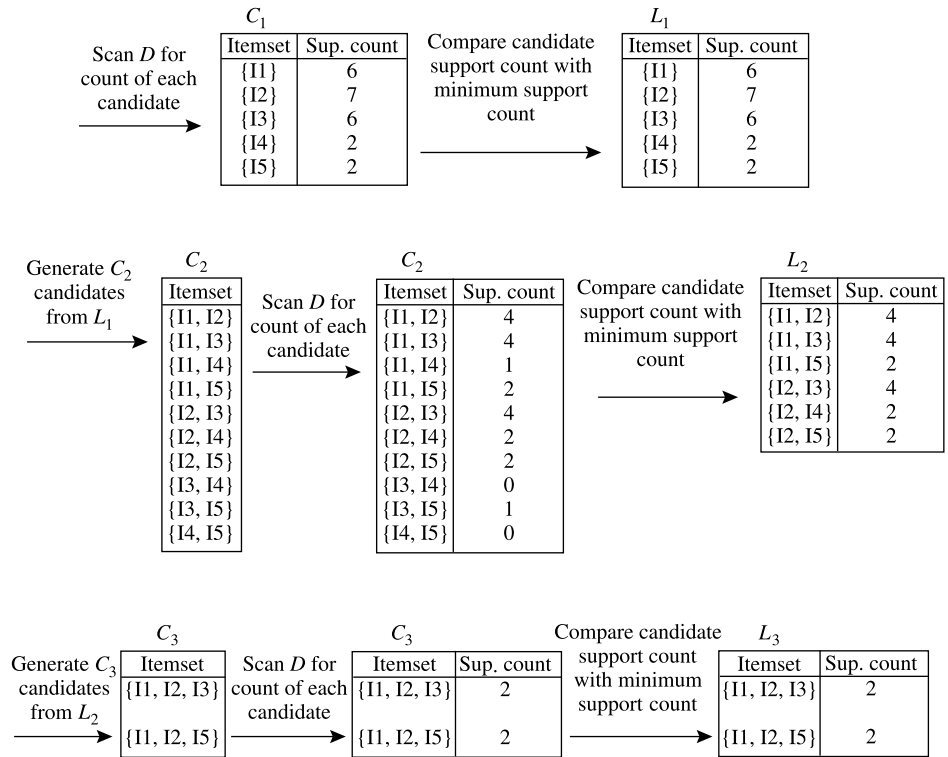 C1
L1
Scan D for
count of each
candidate
Itemset Sup. count
{I1} 6
{I2} 7
{I3} 6
{I4} 2
{I5} 2
Compare candidate
support count with
minimum support
count
Itemset Sup. count
{I1} 6
{I2} 7
{I3} 6
{I4} 2
{I5} 2
Generate C2
candidates
from L1
C2
Itemset
{I1, I2}
{I1, I3}
{I1, I4}
{I1, I5}
{I2, I3}
{I2, I4}
{I2, I5}
{I3, I4}
{I3, I5}
{I4, I5}
Scan D for
count of each
candidate
C2
Itemset Sup. count
{I1, I2} 4
{I1, I3} 4
{I1, I4} 1
{I1, I5} 2
{I2, I3} 4
{I2, I4} 2
{I2, I5} 2
{I3, I4} 0
{I3, I5} 1
{I4, I5} 0
Compare candidate
support count with
minimum support
count
L2
Itemset Sup. count
{I1, I2} 4
{I1, I3} 4
{I1, I5} 2
{I2, I3} 4
{I2, I4} 2
{I2, I5} 2
Generate C3
candidates
from L2
C3
Itemset
{I1, I2, I3}
{I1, I2, I5}
Scan D for
count of each
candidate
C3
Itemset Sup. count
{I1, I2, I3} 2
{I1, I2, I5} 2
Compare candidate
support count
with minimum
support count
L3
Itemset Sup. count
{I1, I2, I3} 2
{I1, I2, I5} 2